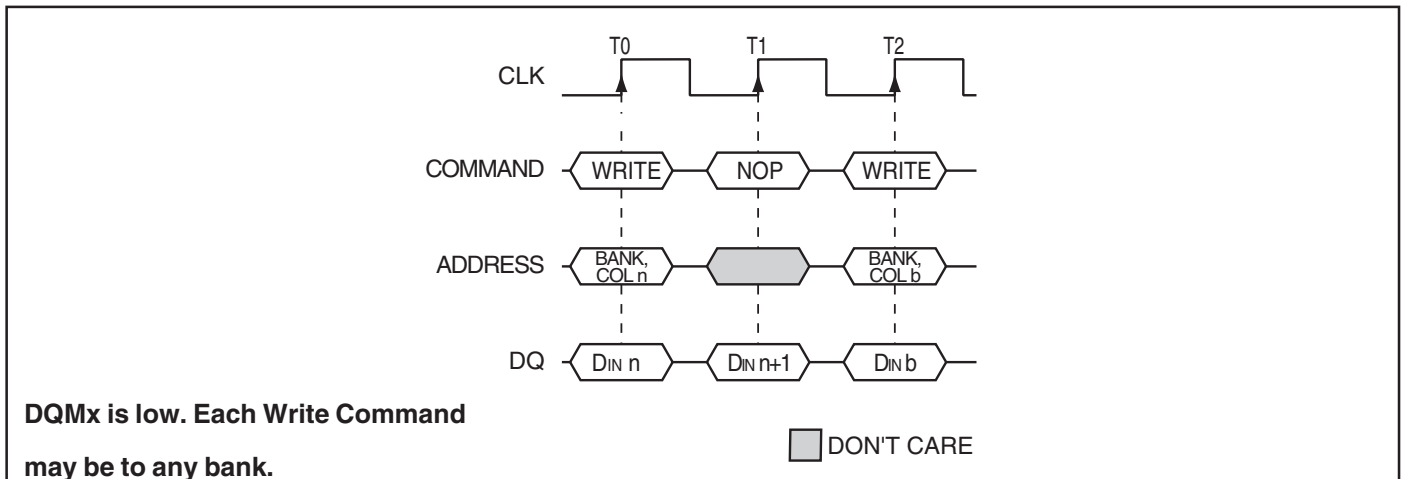 T0 T1 T2
CLK
COMMAND WRITE NOP WRITE
ADDRESS BANK, COL n BANK, COL b
DQ DIN n DIN n+1 DIN b
DQMx is low. Each Write Command
may be to any bank.
DON'T CARE